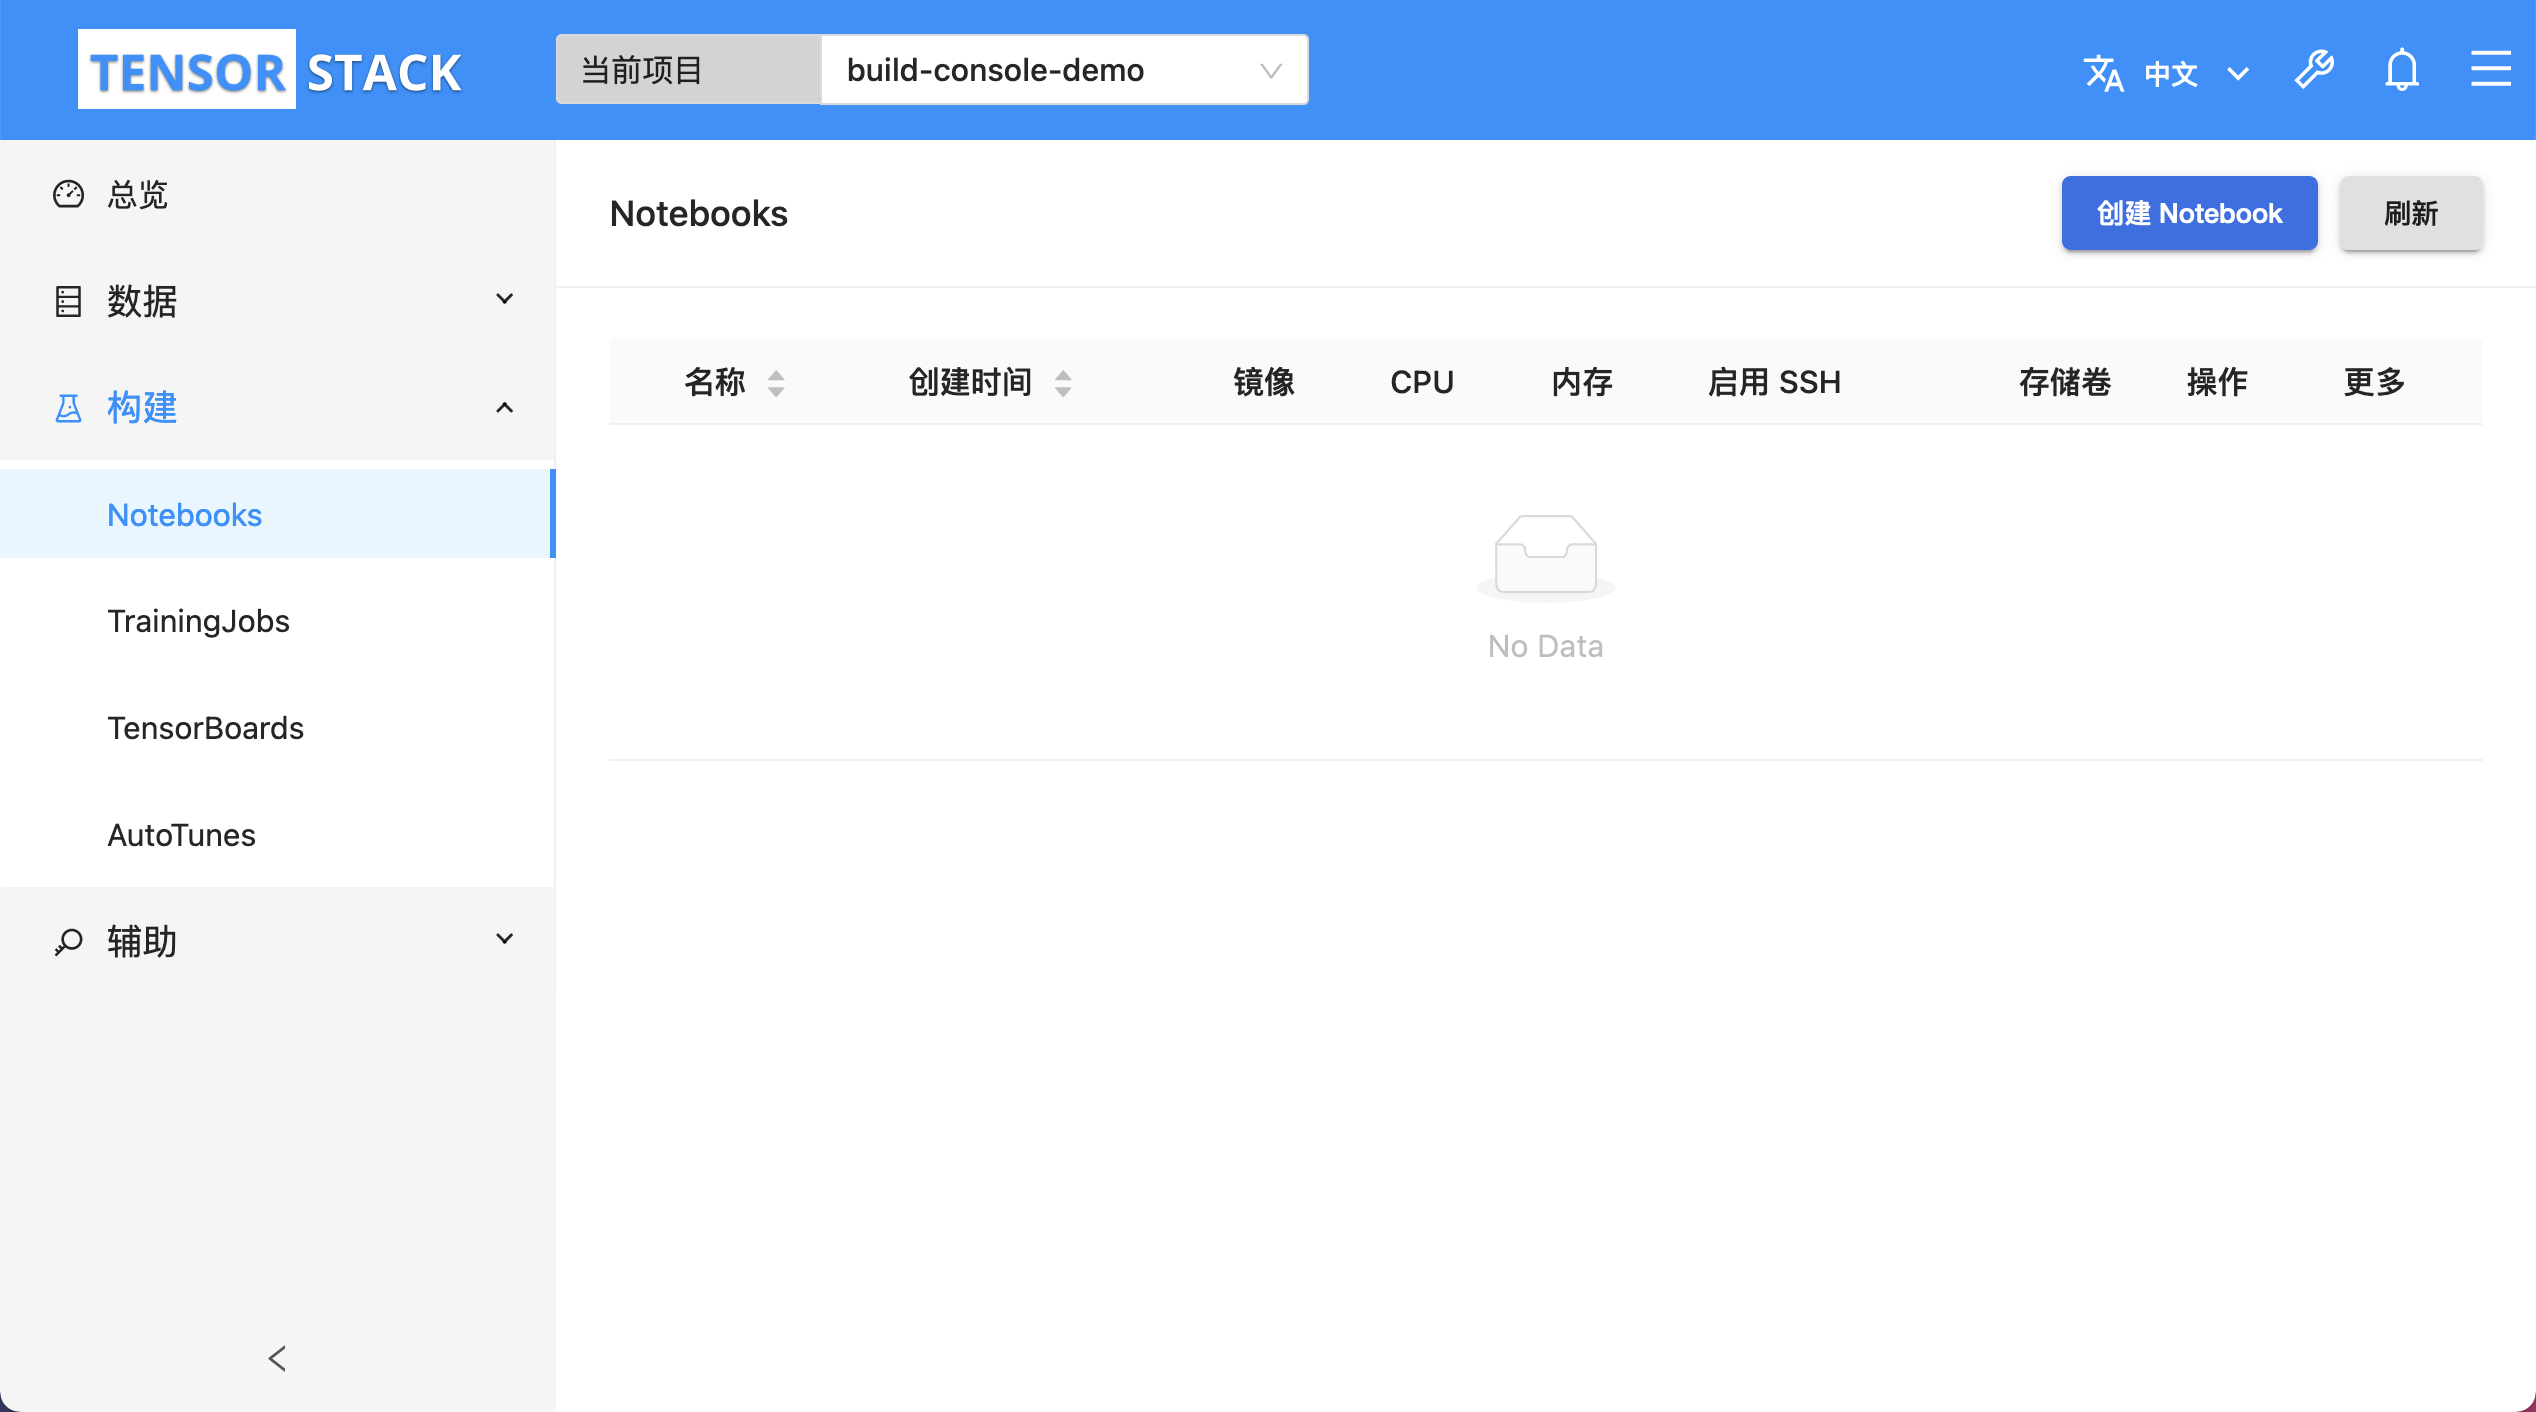 TENSOR STACK
当前项目 build-console-demo
中文
总览
数据
构建
Notebooks
TrainingJobs
TensorBoards
AutoTunes
辅助
Notebooks
创建 Notebook
刷新
名称 创建时间 镜像 CPU 内存 启用 SSH 存储卷 操作 更多
No Data